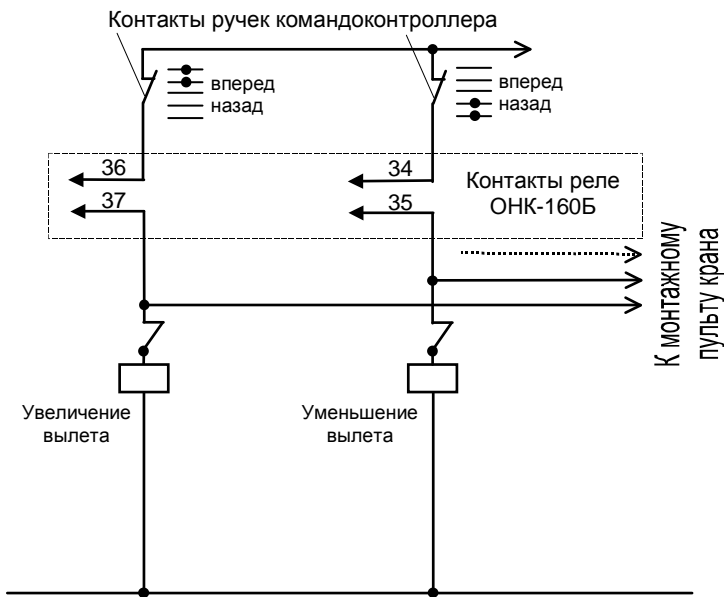 Контакты ручек командоконтроллера
вперед
назад
вперед
назад
36
37
34
35
Контакты реле
ОНК-160Б
К монтажному
пульту крана
Увеличение
вылета
Уменьшение
вылета